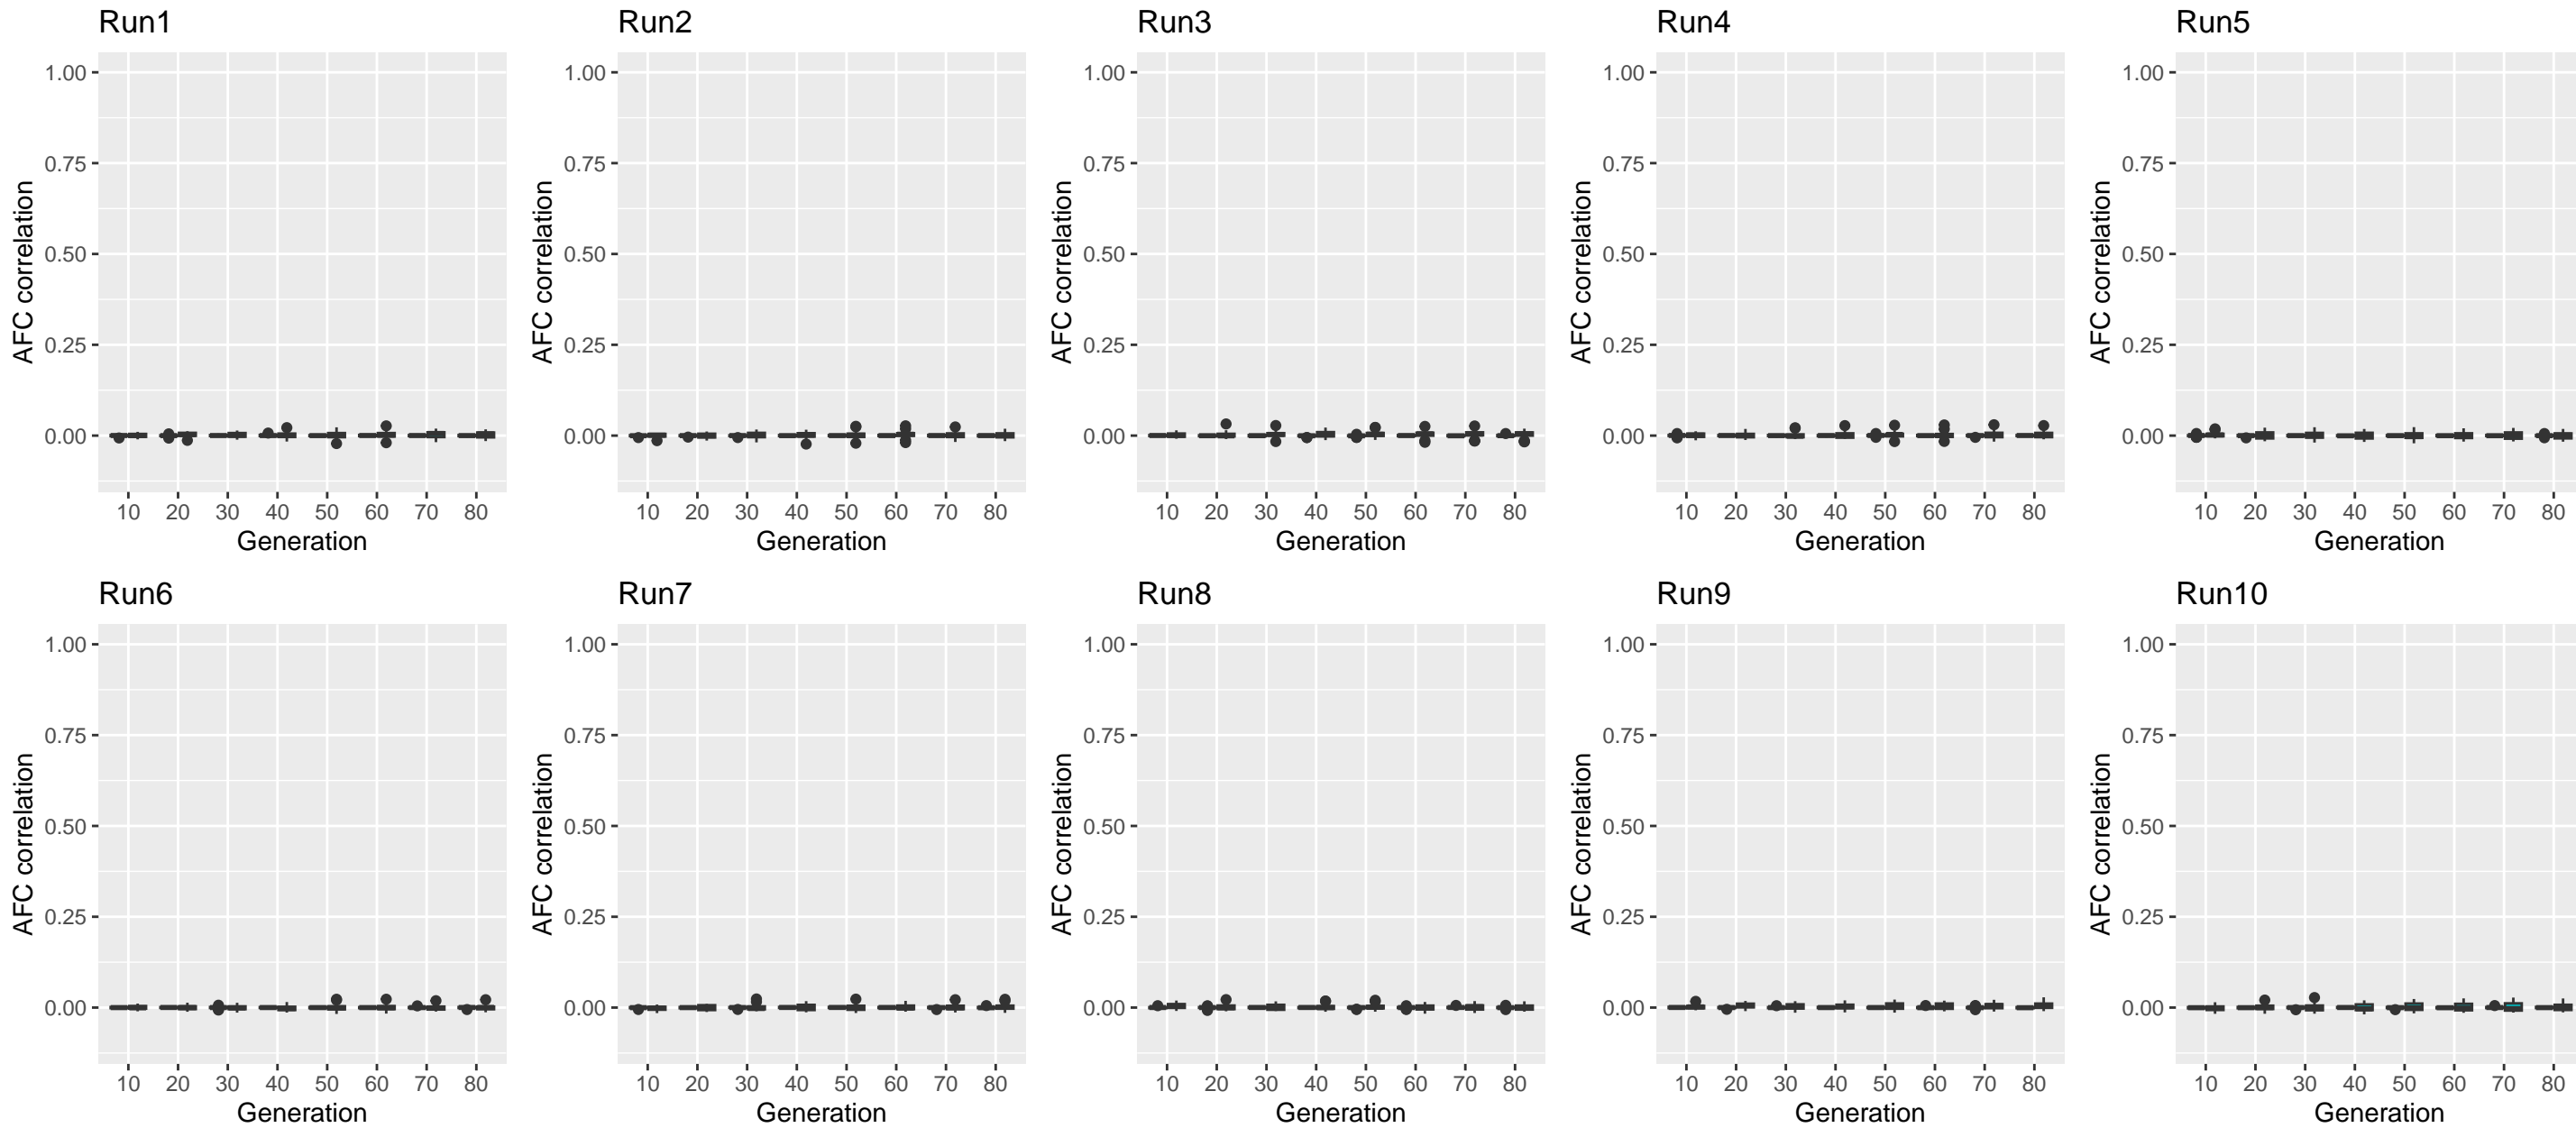 Run1 Run2 Run3 Run4 Run5
1.00 1.00 1.00 1.00 1.00
0.75 0.75 0.75 0.75 0.75
0.50 0.50 0.50 0.50 0.50
0.25 0.25 0.25 0.25 0.25
0.00 0.00 0.00 0.00 0.00
AFC correlation AFC correlation AFC correlation AFC correlation AFC correlation
10 20 30 40 50 60 70 80 10 20 30 40 50 60 70 80 10 20 30 40 50 60 70 80 10 20 30 40 50 60 70 80 10 20 30 40 50 60 70 80
Generation Generation Generation Generation Generation
Run6 Run7 Run8 Run9 Run10
1.00 1.00 1.00 1.00 1.00
0.75 0.75 0.75 0.75 0.75
0.50 0.50 0.50 0.50 0.50
0.25 0.25 0.25 0.25 0.25
0.00 0.00 0.00 0.00 0.00
AFC correlation AFC correlation AFC correlation AFC correlation AFC correlation
10 20 30 40 50 60 70 80 10 20 30 40 50 60 70 80 10 20 30 40 50 60 70 80 10 20 30 40 50 60 70 80 10 20 30 40 50 60 70 80
Generation Generation Generation Generation Generation